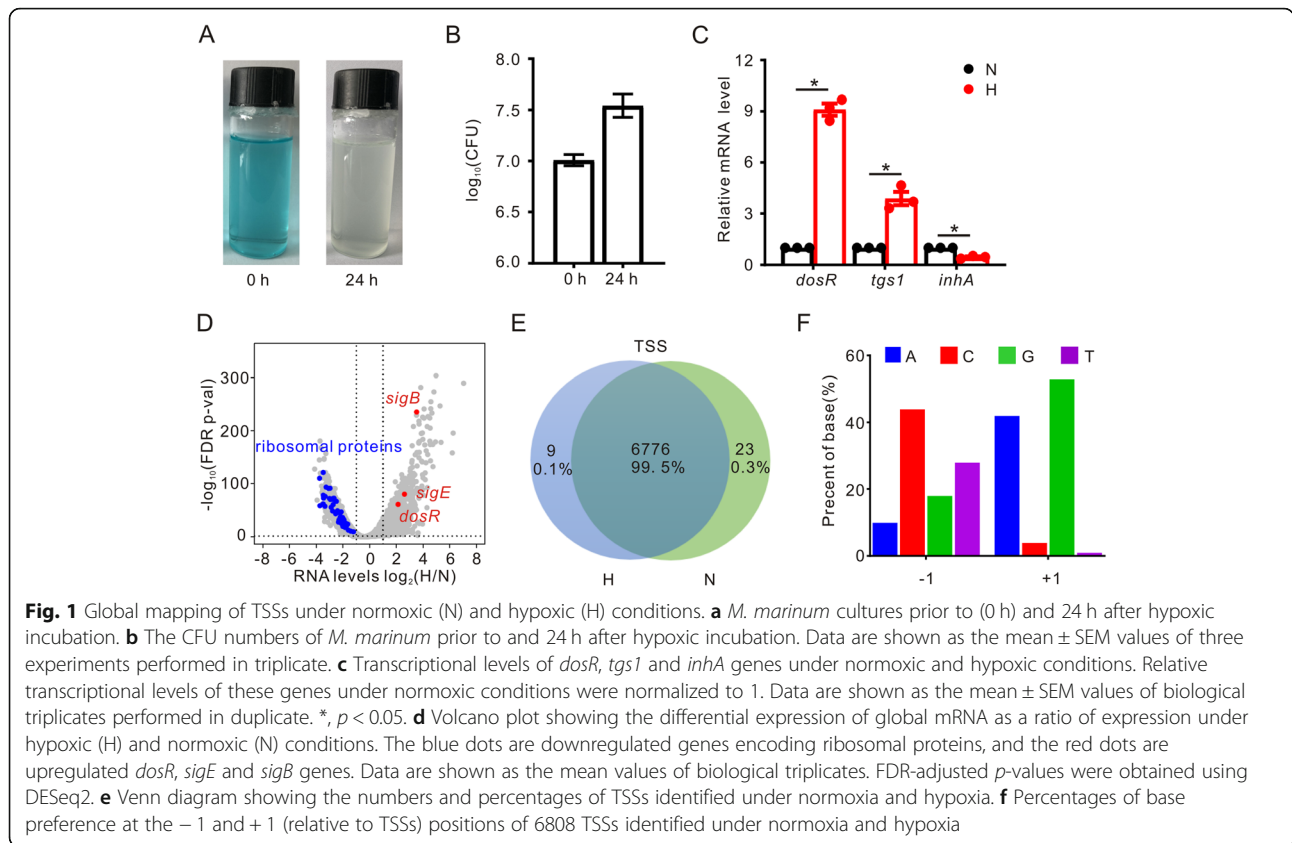 A
0 h
24 h
B
8.0
7.5
7.0
6.5
6.0
log₁₀(CFU)
0 h
24 h
C
12
9
6
3
0
Relative mRNA level
*
*
*
N
H
dosR
tgs1
inhA
D
300
200
100
0
-log₁₀(FDR p-val)
sigB
ribosomal proteins
sigE
dosR
-8 -6 -4 -2 0 2 4 6 8
RNA levels log₂(H/N)
E
TSS
9
0.1%
6776
99.5%
23
0.3%
H
N
F
A
C
G
T
60
40
20
0
Precent of base(%)
-1
+1
Fig. 1 Global mapping of TSSs under normoxic (N) and hypoxic (H) conditions. a M. marinum cultures prior to (0 h) and 24 h after hypoxic
incubation. b The CFU numbers of M. marinum prior to and 24 h after hypoxic incubation. Data are shown as the mean ± SEM values of three
experiments performed in triplicate. c Transcriptional levels of dosR, tgs1 and inhA genes under normoxic and hypoxic conditions. Relative
transcriptional levels of these genes under normoxic conditions were normalized to 1. Data are shown as the mean ± SEM values of biological
triplicates performed in duplicate. *, p < 0.05. d Volcano plot showing the differential expression of global mRNA as a ratio of expression under
hypoxic (H) and normoxic (N) conditions. The blue dots are downregulated genes encoding ribosomal proteins, and the red dots are
upregulated dosR, sigE and sigB genes. Data are shown as the mean values of biological triplicates. FDR-adjusted p-values were obtained using
DESeq2. e Venn diagram showing the numbers and percentages of TSSs identified under normoxia and hypoxia. f Percentages of base
preference at the − 1 and + 1 (relative to TSSs) positions of 6808 TSSs identified under normoxia and hypoxia